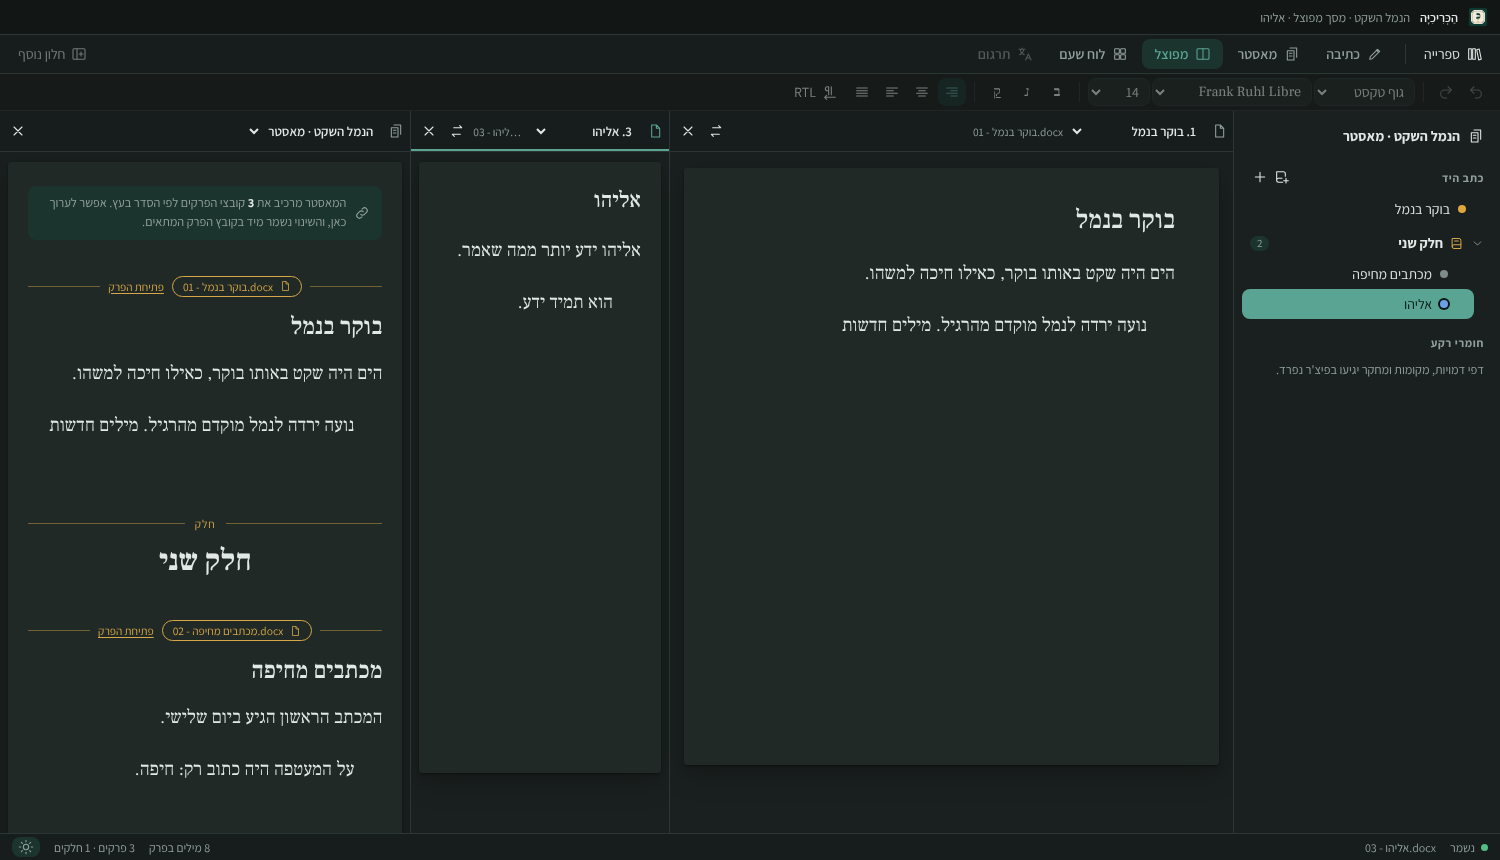 הַכְּרִיכִיָּה הנמל השקט · מסך מפוצל · אליהו
ספרייה כתיבה מאסטר מפוצל לוח שעם תרגום חלון נוסף
גוף טקסט Frank Ruhl Libre 14 ב נ ק RTL
הנמל השקט · מאסטר
כתב היד
בוקר בנמל
חלק שני 2
מכתבים מחיפה
אליהו
חומרי רקע
דפי דמויות, מקומות ומחקר יגיעו בפיצ'ר נפרד.
1. בוקר בנמל 01 - בוקר בנמל.docx
בוקר בנמל
הים היה שקט באותו בוקר, כאילו חיכה למשהו.
נועה ירדה לנמל מוקדם מהרגיל. מילים חדשות
3. אליהו 03 - אליהו...
אליהו
אליהו ידע יותר ממה שאמר.
הוא תמיד ידע.
הנמל השקט · מאסטר
המאסטר מרכיב את 3 קובצי הפרקים לפי הסדר בעץ. אפשר לערוך
כאן, והשינוי נשמר מיד בקובץ הפרק המתאים.
01 - בוקר בנמל.docx פתיחת הפרק
בוקר בנמל
הים היה שקט באותו בוקר, כאילו חיכה למשהו.
נועה ירדה לנמל מוקדם מהרגיל. מילים חדשות
חלק
חלק שני
02 - מכתבים מחיפה.docx פתיחת הפרק
מכתבים מחיפה
המכתב הראשון הגיע ביום שלישי.
על המעטפה היה כתוב רק: חיפה.
נשמר 03 - אליהו.docx 8 מילים בפרק 3 פרקים · 1 חלקים